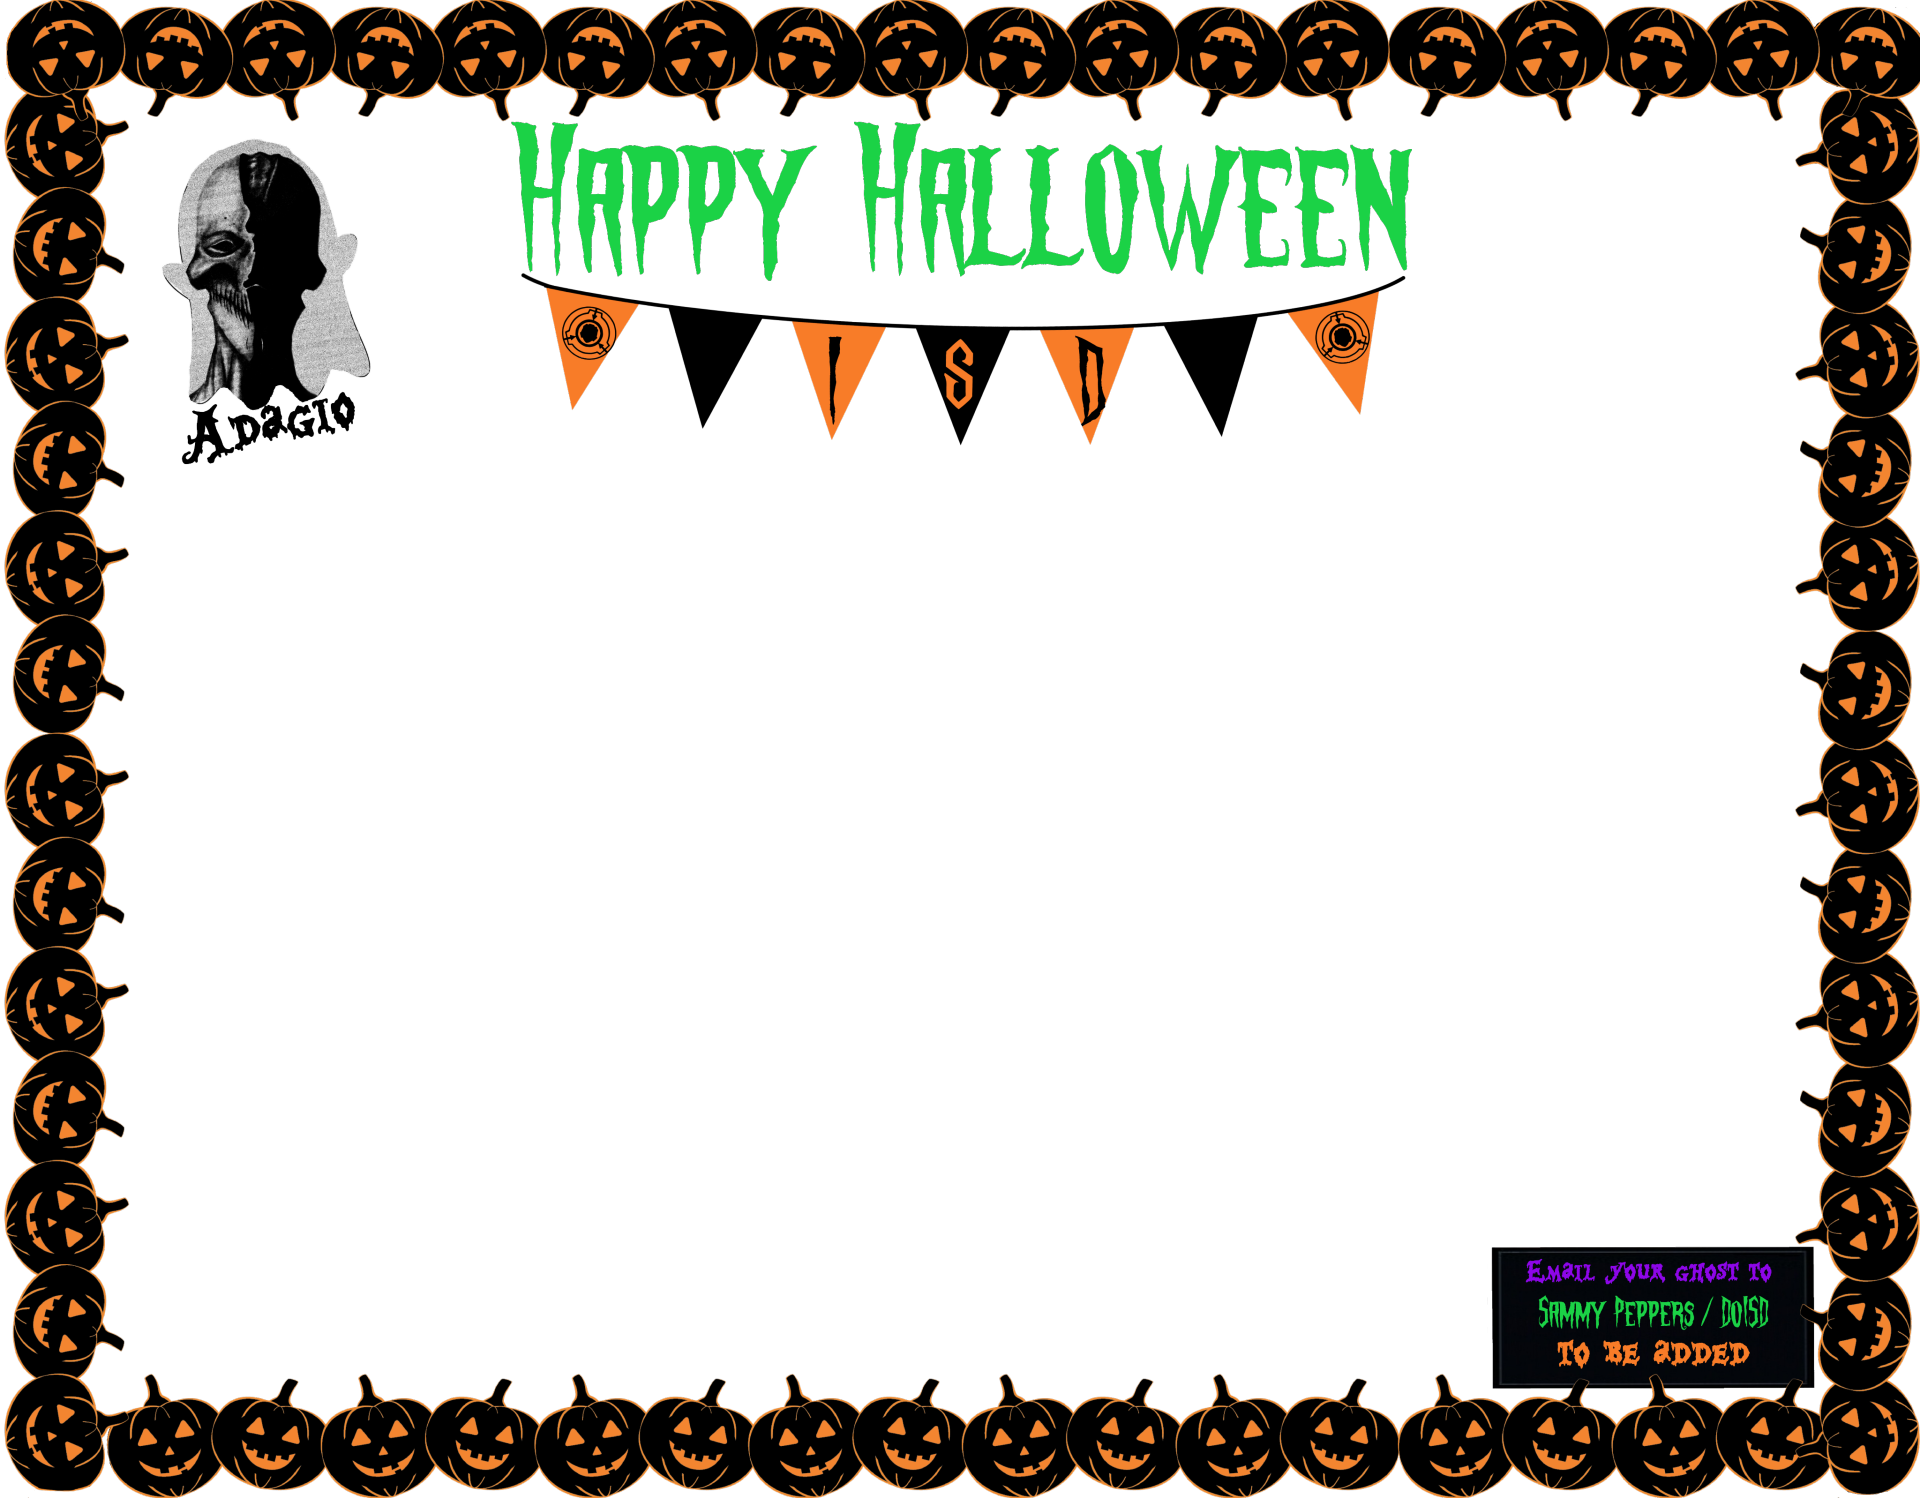 Happy Halloween
I S D
Adagio
Email your ghost to
Sammy Peppers / DoISD
to be added